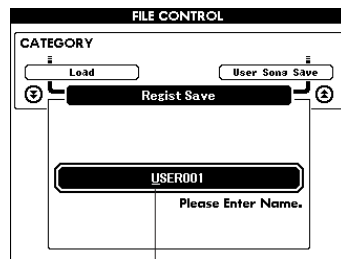 FILE CONTROL
CATEGORY
Load
User Song Save
Regist Save
USER001
Please Enter Name.